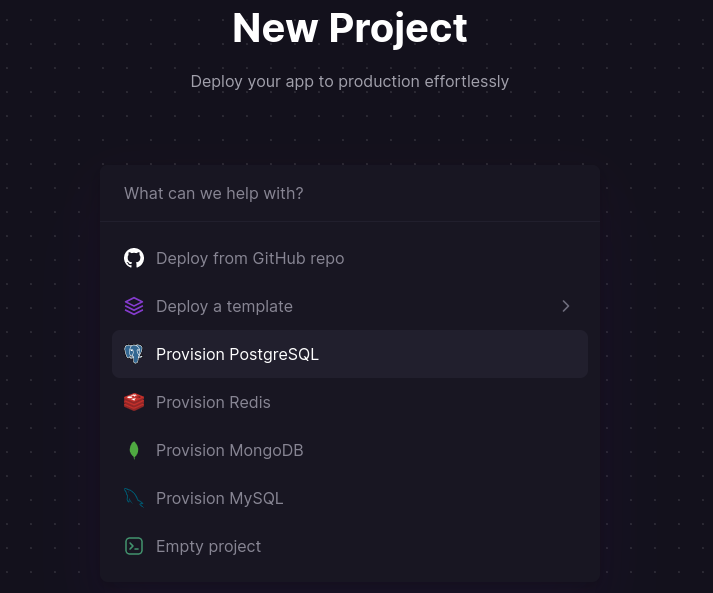 New Project
Deploy your app to production effortlessly
What can we help with?
Deploy from GitHub repo
Deploy a template
Provision PostgreSQL
Provision Redis
Provision MongoDB
Provision MySQL
Empty project